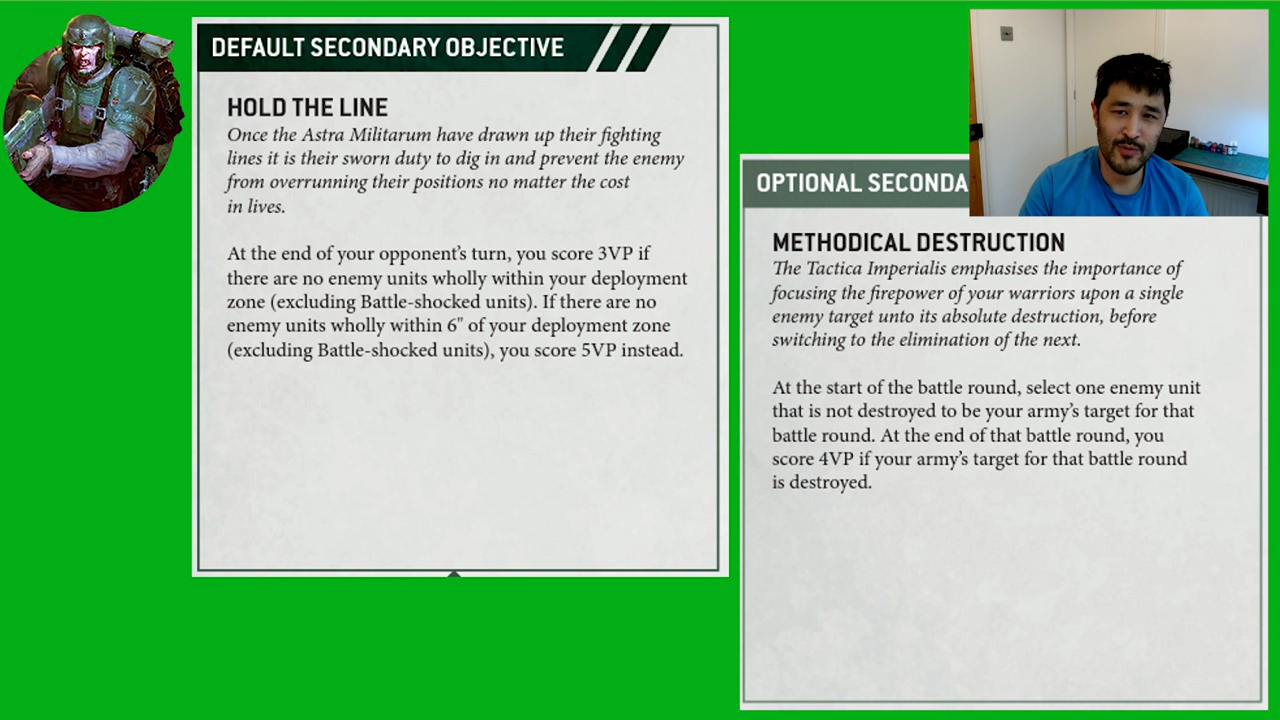 DEFAULT SECONDARY OBJECTIVE
HOLD THE LINE
Once the Astra Militarum have drawn up their fighting
lines it is their sworn duty to dig in and prevent the enemy
from overrunning their positions no matter the cost
in lives.
At the end of your opponent's turn, you score 3VP if
there are no enemy units wholly within your deployment
zone (excluding Battle-shocked units). If there are no
enemy units wholly within 6" of your deployment zone
(excluding Battle-shocked units), you score 5VP instead.
OPTIONAL SECONDA
METHODICAL DESTRUCTION
The Tactica Imperialis emphasises the importance of
focusing the firepower of your warriors upon a single
enemy target unto its absolute destruction, before
switching to the elimination of the next.
At the start of the battle round, select one enemy unit
that is not destroyed to be your army's target for that
battle round. At the end of that battle round, you
score 4VP if your army's target for that battle round
is destroyed.